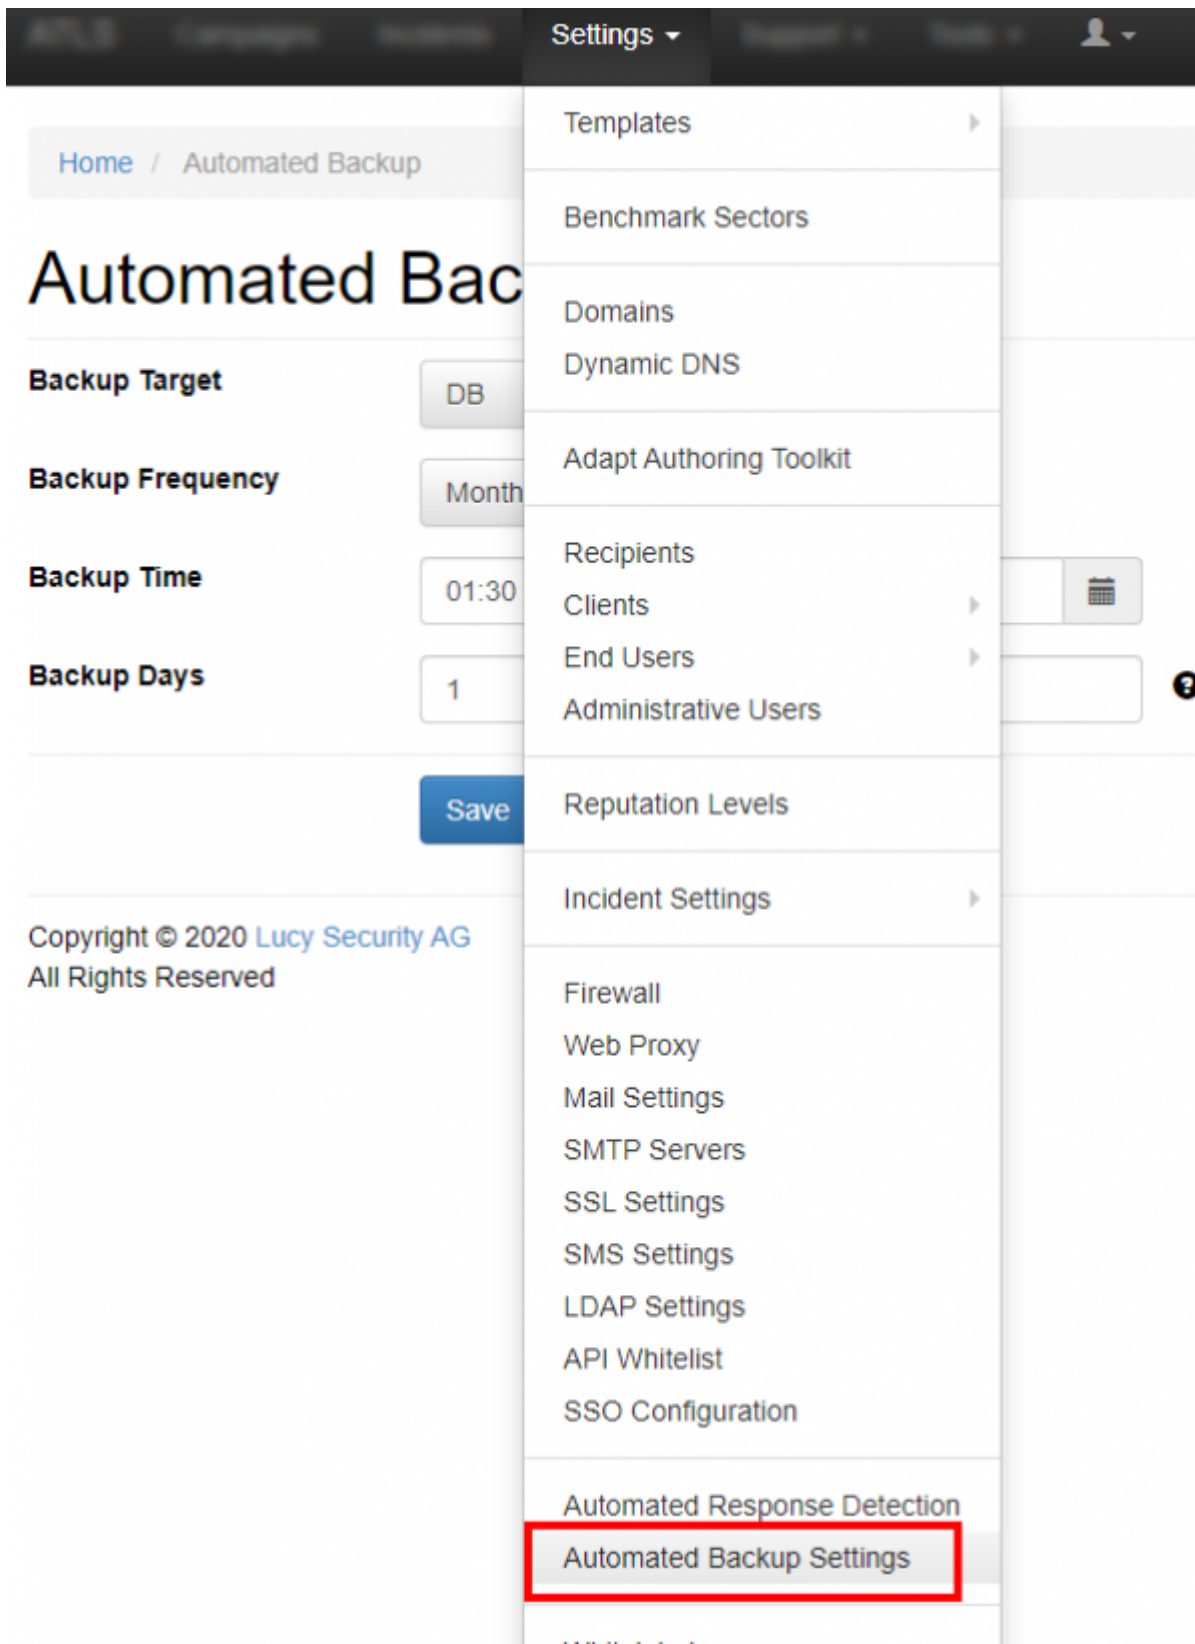 Settings
Home / Automated Backup
Automated Bac
Backup Target
DB
Backup Frequency
Month
Backup Time
01:30
Backup Days
1
Save
Copyright © 2020 Lucy Security AG
All Rights Reserved
Templates
Benchmark Sectors
Domains
Dynamic DNS
Adapt Authoring Toolkit
Recipients
Clients
End Users
Administrative Users
Reputation Levels
Incident Settings
Firewall
Web Proxy
Mail Settings
SMTP Servers
SSL Settings
SMS Settings
LDAP Settings
API Whitelist
SSO Configuration
Automated Response Detection
Automated Backup Settings